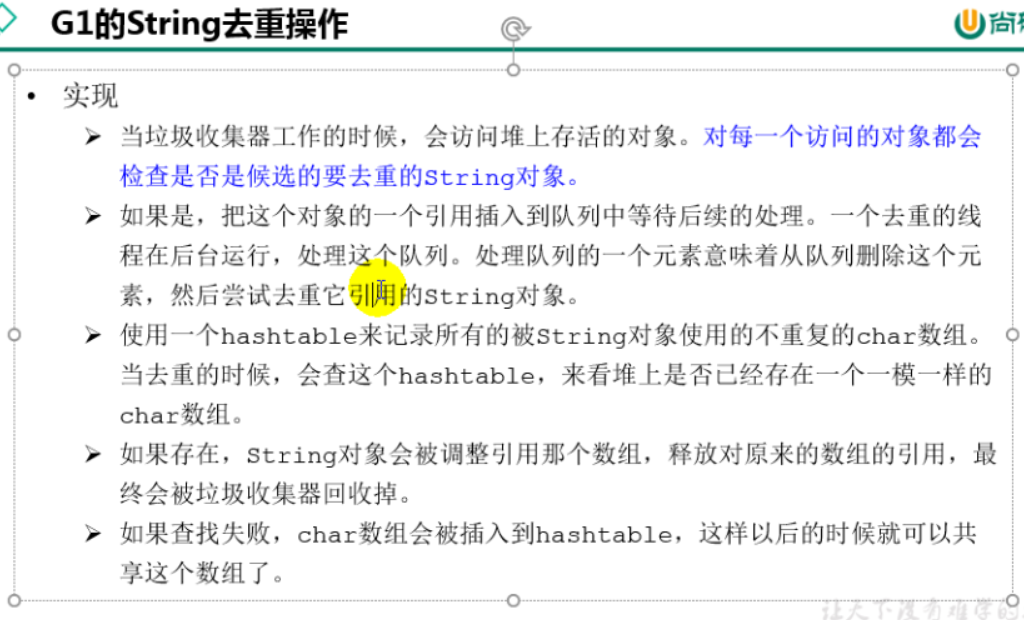 G1的String去重操作
尚
• 实现
➢ 当垃圾收集器工作的时候，会访问堆上存活的对象。对每一个访问的对象都会
检查是否是候选的要去重的String对象。
➢ 如果是，把这个对象的一个引用插入到队列中等待后续的处理。一个去重的线
程在后台运行，处理这个队列。处理队列的一个元素意味着从队列删除这个元
素，然后尝试去重它引用的String对象。
➢ 使用一个hashtable来记录所有的被String对象使用的不重复的char数组。
当去重的时候，会查这个hashtable，来看堆上是否已经存在一个一模一样的
char数组。
➢ 如果存在，String对象会被调整引用那个数组，释放对原来的数组的引用，最
终会被垃圾收集器回收掉。
➢ 如果查找失败，char数组会被插入到hashtable，这样以后的时候就可以共
享这个数组了。
让天下没有难学的